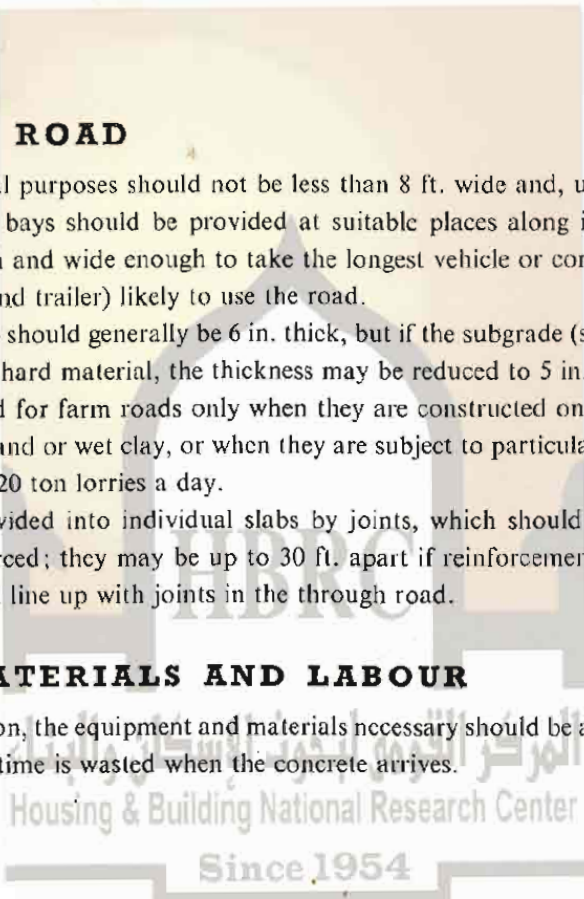 ROAD
l purposes should not be less than 8 ft. wide and, u
bays should be provided at suitable places along i
and wide enough to take the longest vehicle or cor
nd trailer) likely to use the road.
should generally be 6 in. thick, but if the subgrade (s
hard material, the thickness may be reduced to 5 in.
d for farm roads only when they are constructed on
and or wet clay, or when they are subject to particula
20 ton lorries a day.
vided into individual slabs by joints, which should
rced; they may be up to 30 ft. apart if reinforcemen
line up with joints in the through road.
HBRC
ATERIALS AND LABOUR
on, the equipment and materials necessary should be a
time is wasted when the concrete arrives.
المركز القومى لبحوث الإسكان والبناء
Housing & Building National Research Center
Since 1954